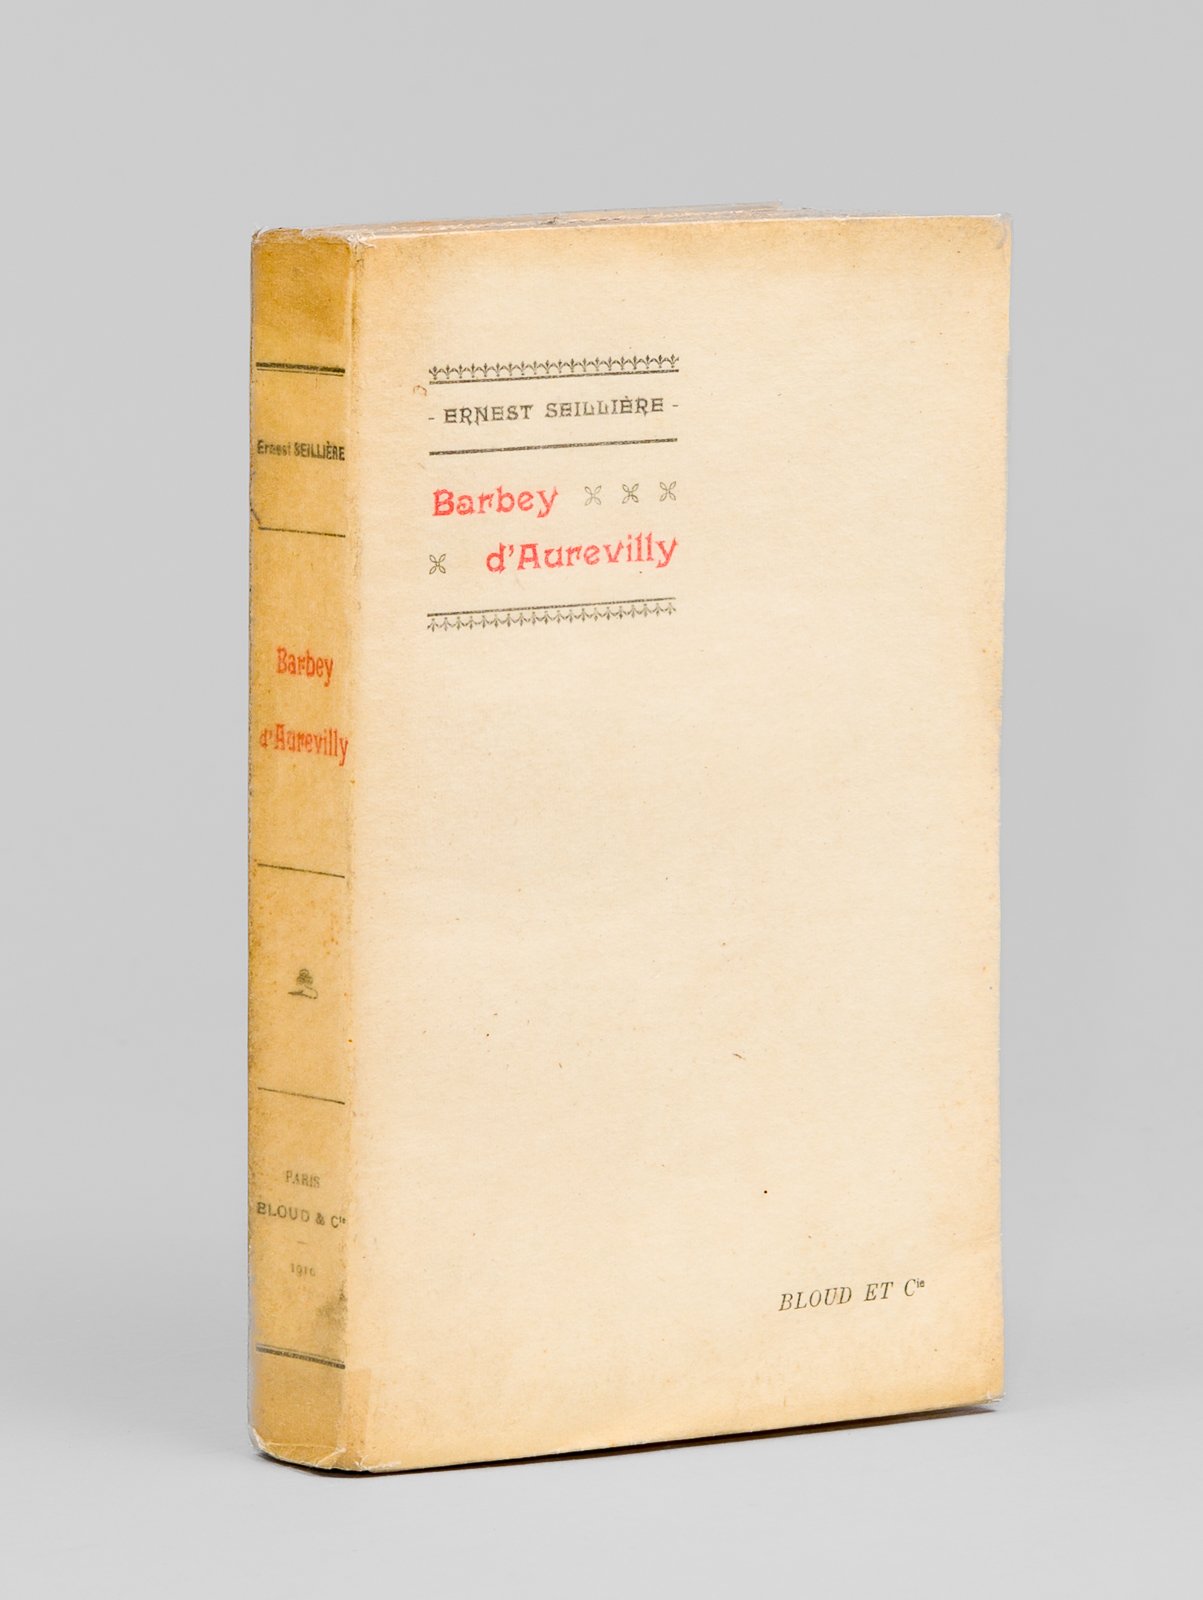 Ernest SEILLIÈRE
Barbey
d'Aurevilly
PARIS
BLOUD & Cie
1910
- ERNEST SEILLIÈRE -
Barbey
d'Aurevilly
BLOUD ET Cie